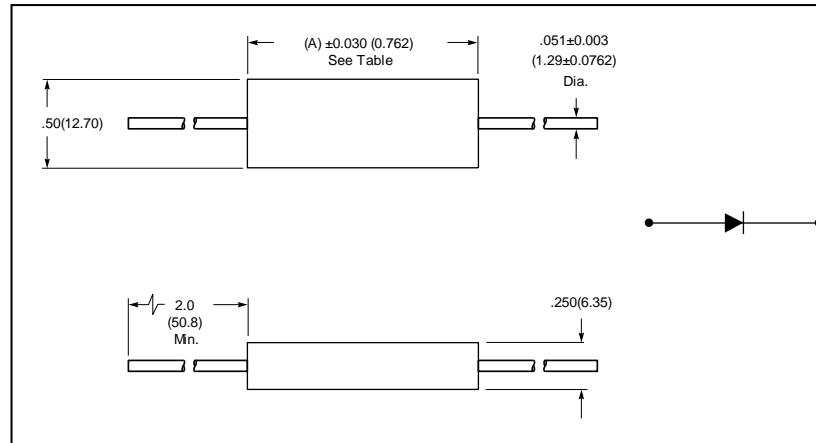 (A) ±0.030 (0.762)
See Table
.051±0.003
(1.29±0.0762)
Dia.
.50(12.70)
2.0
(50.8)
Min.
.250(6.35)